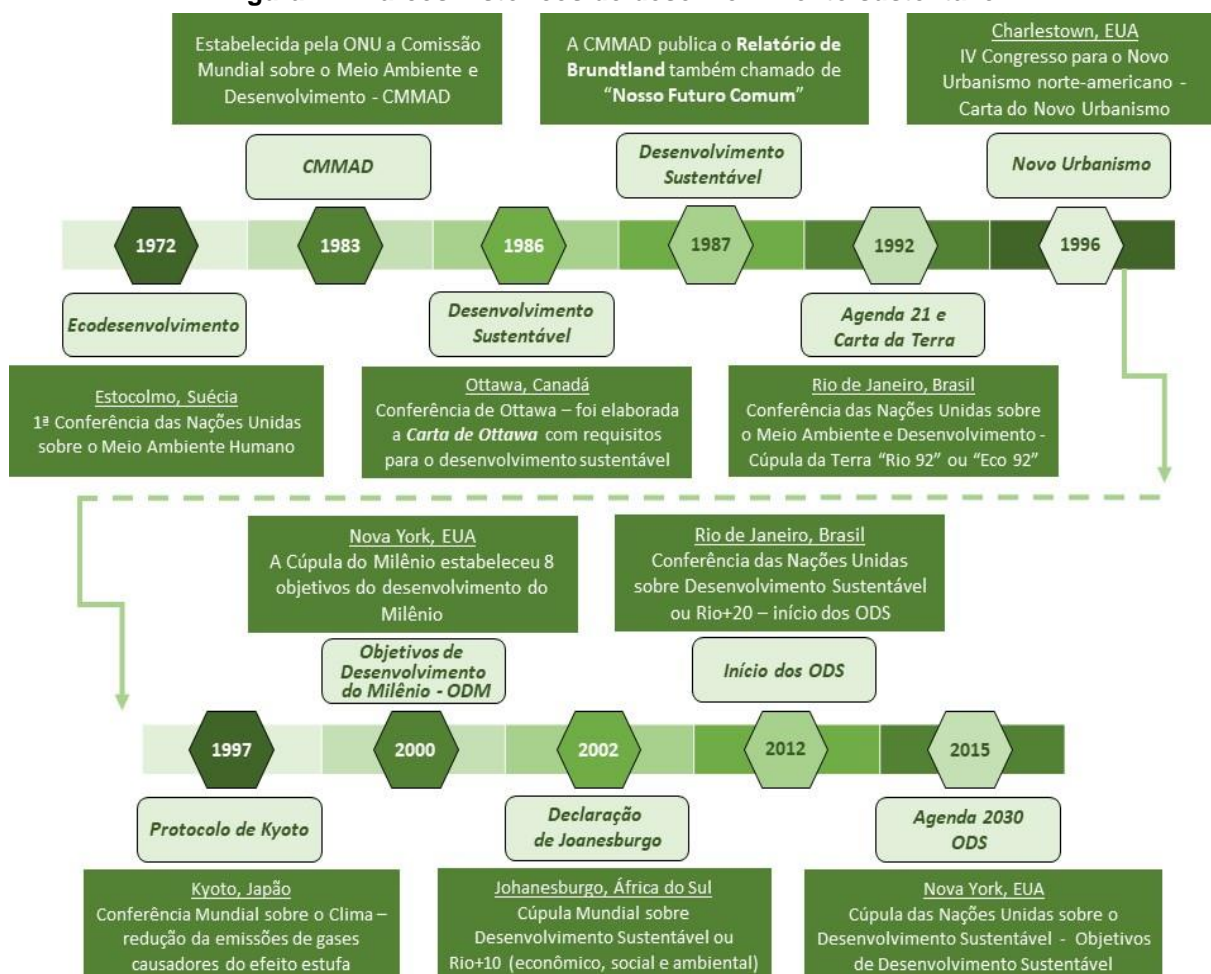 Estabelecida pela ONU a Comissão
Mundial sobre o Meio Ambiente e
Desenvolvimento - CMMAD
A CMMAD publica o Relatório de
Brundtland também chamado de
“Nosso Futuro Comum”
Charlestown, EUA
IV Congresso para o Novo
Urbanismo norte-americano -
Carta do Novo Urbanismo
CMMAD
Desenvolvimento
Sustentável
Novo Urbanismo
1972
1983
1986
1987
1992
1996
Ecodesenvolvimento
Desenvolvimento
Sustentável
Agenda 21 e
Carta da Terra
Estocolmo, Suécia
1ª Conferência das Nações Unidas
sobre o Meio Ambiente Humano
Ottawa, Canadá
Conferência de Ottawa – foi elaborada
a Carta de Ottawa com requisitos
para o desenvolvimento sustentável
Rio de Janeiro, Brasil
Conferência das Nações Unidas sobre
o Meio Ambiente e Desenvolvimento -
Cúpula da Terra “Rio 92” ou “Eco 92”
Nova York, EUA
A Cúpula do Milênio estabeleceu 8
objetivos do desenvolvimento do
Milênio
Rio de Janeiro, Brasil
Conferência das Nações Unidas
sobre Desenvolvimento Sustentável
ou Rio+20 – início dos ODS
Objetivos de
Desenvolvimento
do Milênio - ODM
Início dos ODS
1997
2000
2002
2012
2015
Protocolo de Kyoto
Declaração
de Joanesburgo
Agenda 2030
ODS
Kyoto, Japão
Conferência Mundial sobre o Clima –
redução da emissões de gases
causadores do efeito estufa
Johanesburgo, África do Sul
Cúpula Mundial sobre
Desenvolvimento Sustentável ou
Rio+10 (econômico, social e ambiental)
Nova York, EUA
Cúpula das Nações Unidas sobre o
Desenvolvimento Sustentável - Objetivos
de Desenvolvimento Sustentável